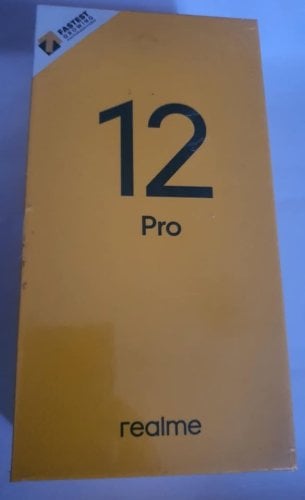 FASTEST
GROWING
12
Pro
realme